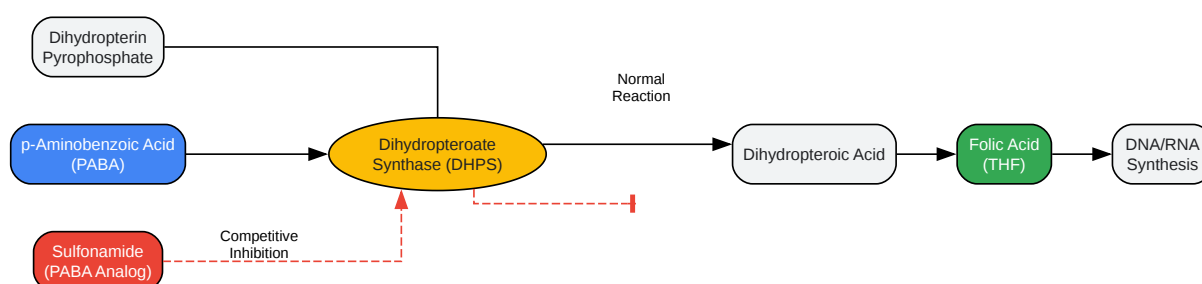 Dihydropterin
Pyrophosphate
Normal
Reaction
p-Aminobenzoic Acid
(PABA)
Dihydropteroate
Synthase (DHPS)
Dihydropteroic Acid
Folic Acid
(THF)
DNA/RNA
Synthesis
Sulfonamide
(PABA Analog)
Competitive
Inhibition